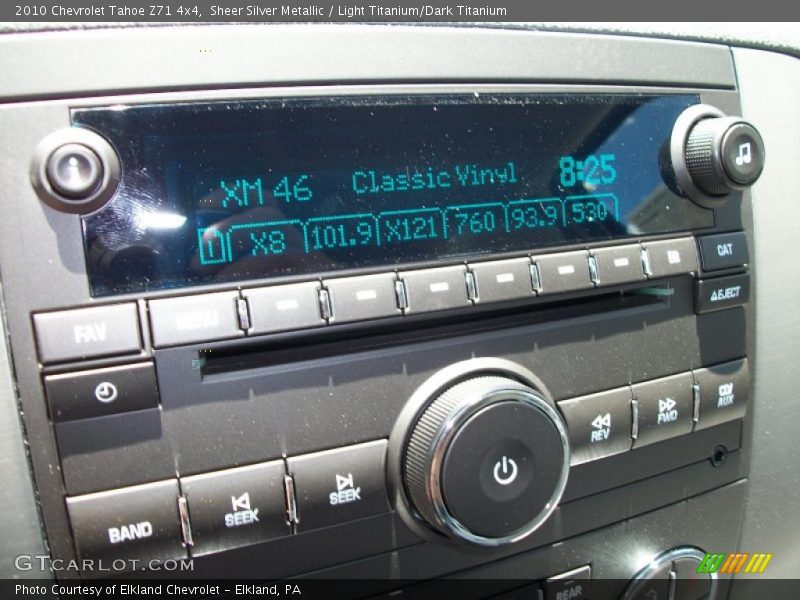 2010 Chevrolet Tahoe Z71 4x4, Sheer Silver Metallic / Light Titanium/Dark Titanium
XM 46 Classic Vinyl 8:25
X8 101.9 X121 760 93.9 530
CAT
EJECT
FAV MENU
REV FWD AUX
BAND SEEK SEEK
REAR
GTCARLOT.COM
Photo Courtesy of Elkland Chevrolet - Elkland, PA